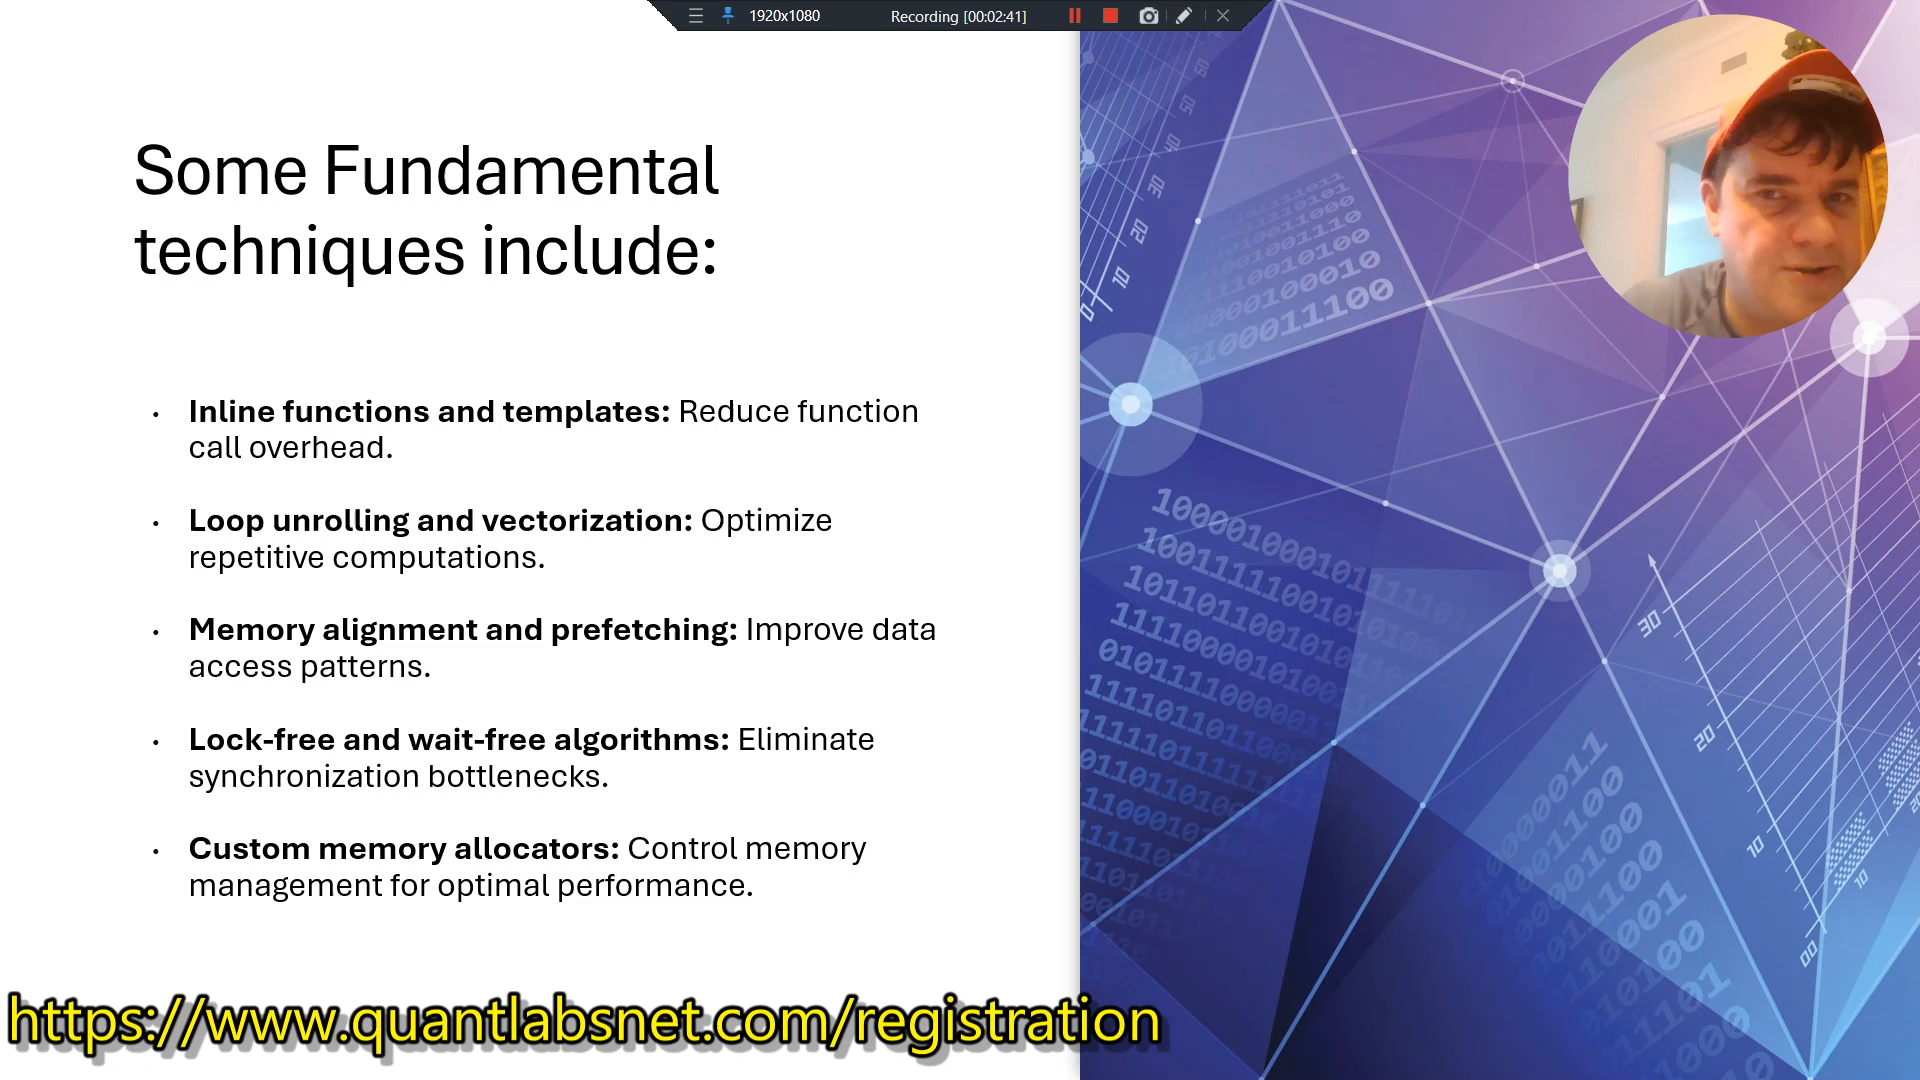 1920x1080
Recording [00:02:41]
Some Fundamental
techniques include:
• Inline functions and templates: Reduce function
call overhead.
• Loop unrolling and vectorization: Optimize
repetitive computations.
• Memory alignment and prefetching: Improve data
access patterns.
• Lock-free and wait-free algorithms: Eliminate
synchronization bottlenecks.
• Custom memory allocators: Control memory
management for optimal performance.
https://www.quantlabsnet.com/registration